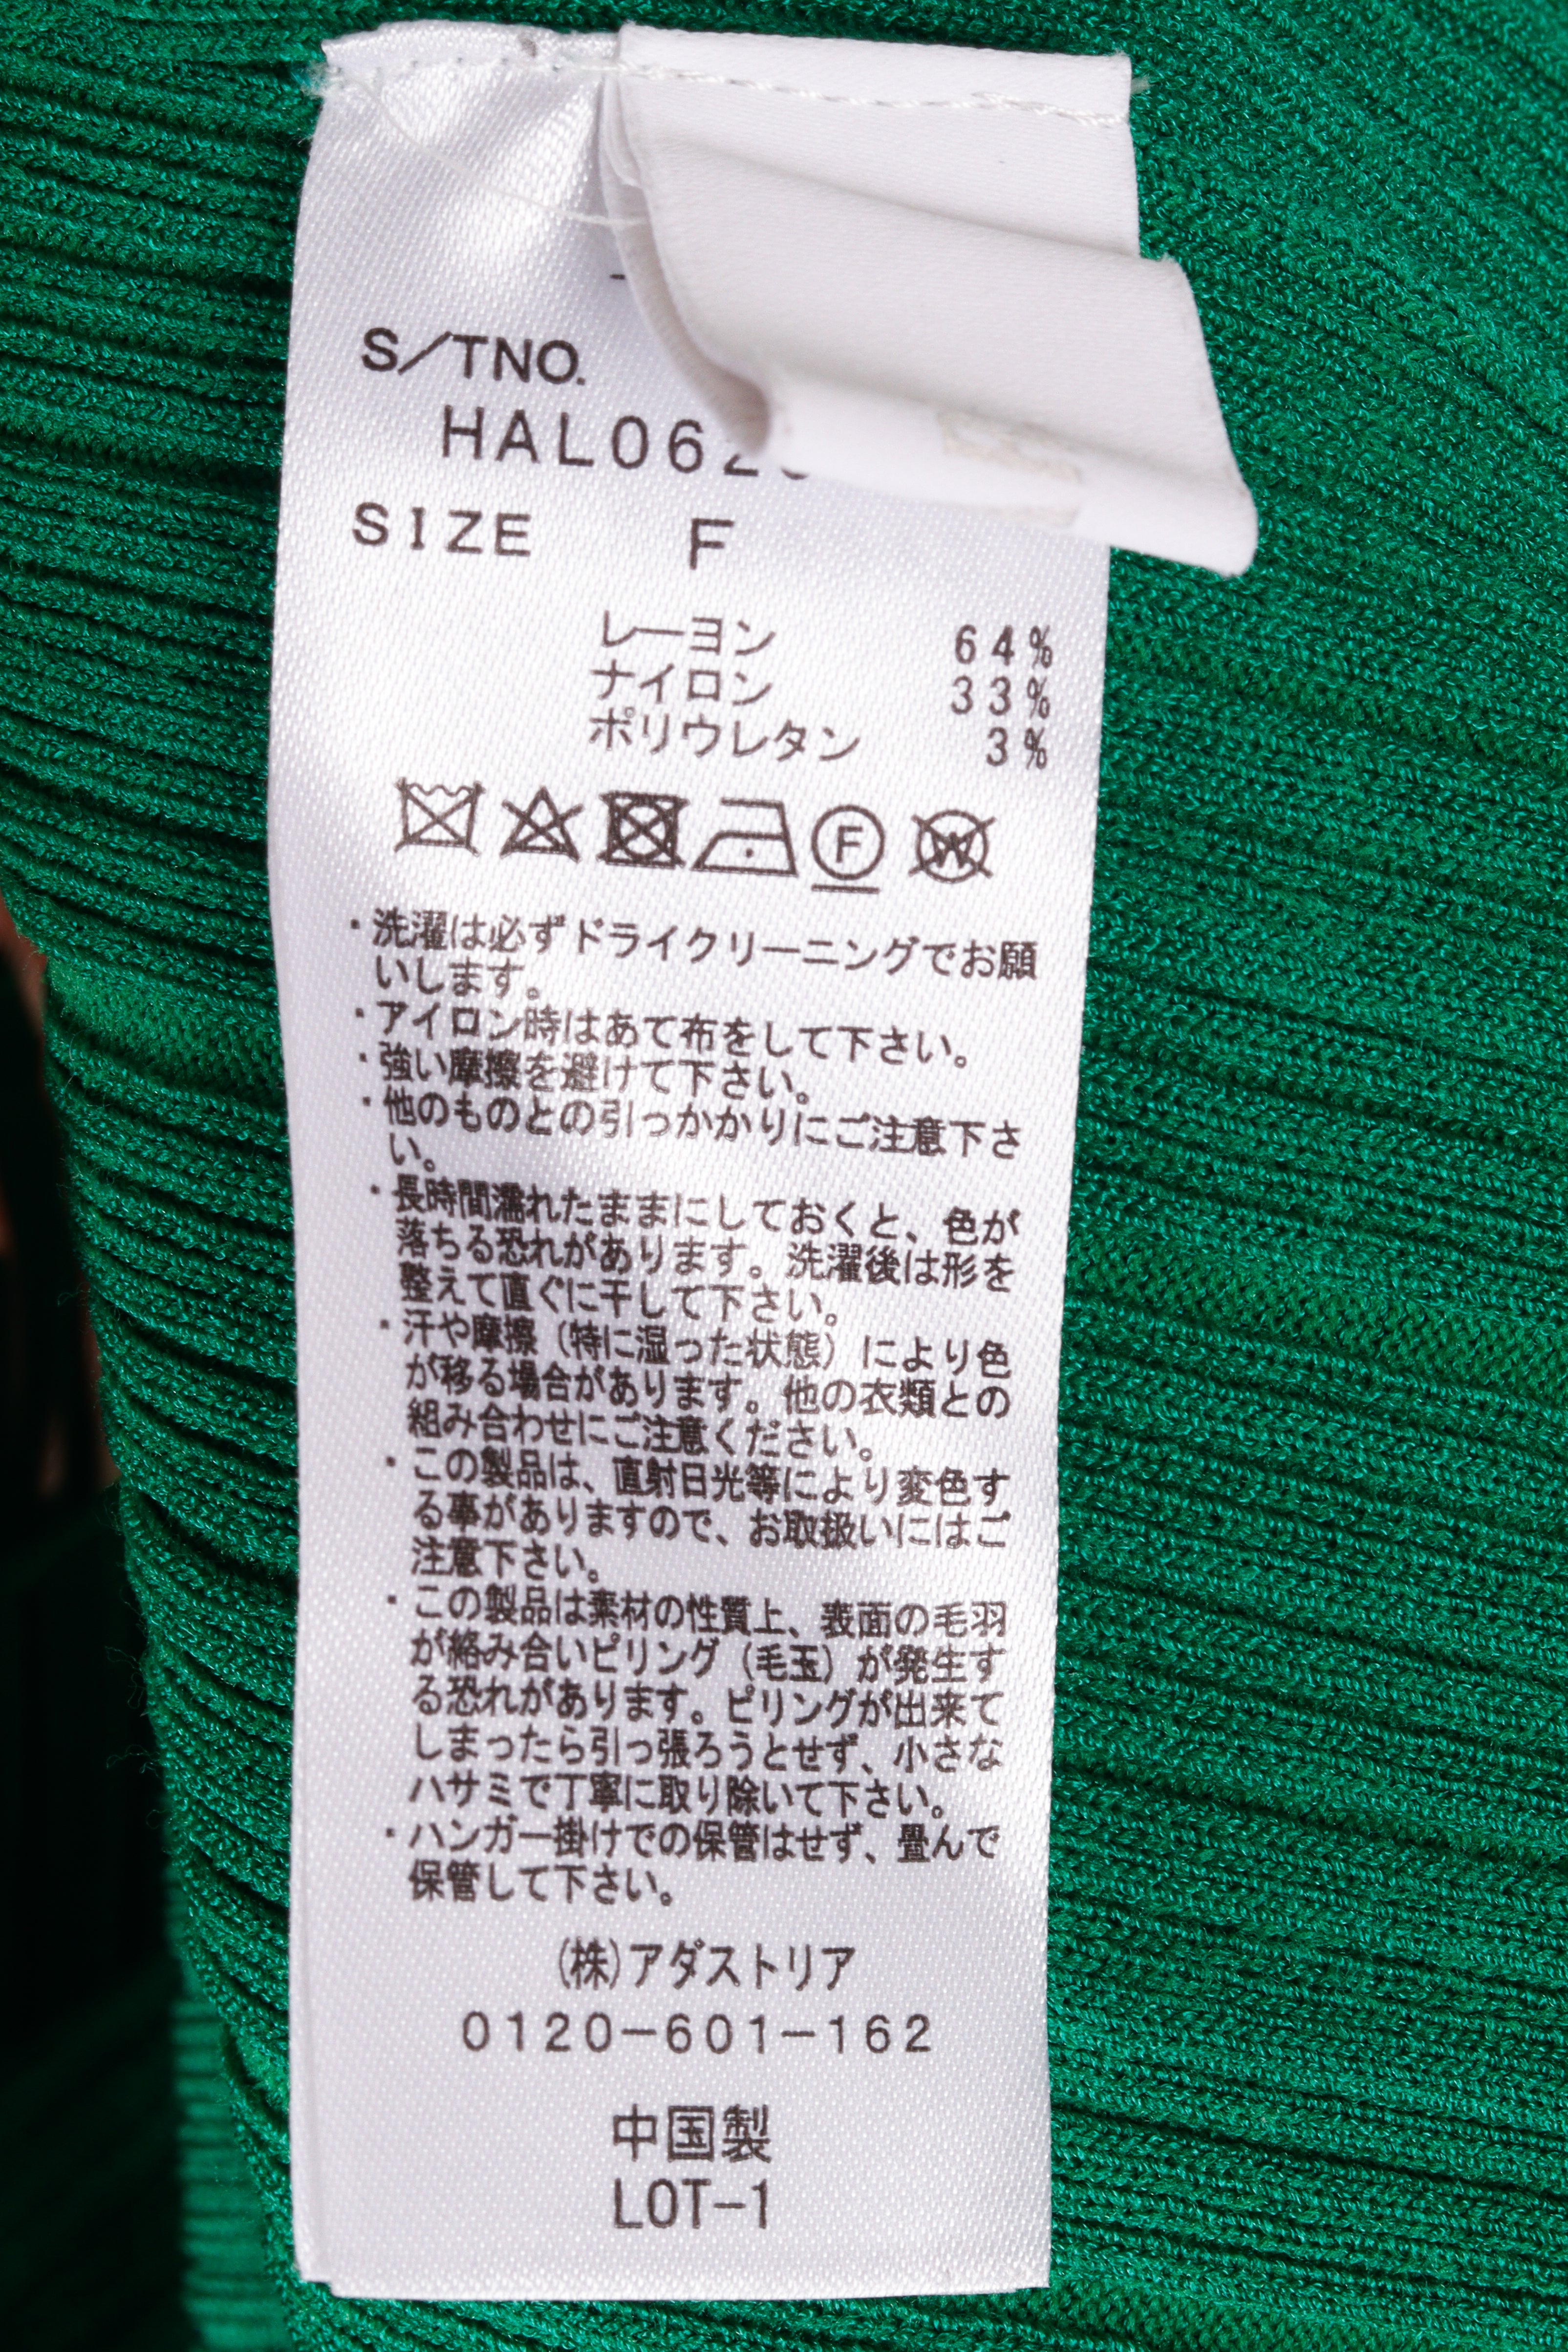 S/TNO.
HAL062
SIZE F
レーヨン 64%
ナイロン 33%
ポリウレタン 3%
F W
・洗濯は必ずドライクリーニングでお願
いします。
・アイロン時はあて布をして下さい。
・強い摩擦を避けて下さい。
・他のものとの引っかかりにご注意下さ
い。
・長時間濡れたままにしておくと、色が
落ちる恐れがあります。洗濯後は形を
整えて直ぐに干して下さい。
・汗や摩擦（特に湿った状態）により色
が移る場合があります。他の衣類との
組み合わせにご注意ください。
・この製品は、直射日光等により変色す
る事がありますので、お取扱いにはご
注意下さい。
・この製品は素材の性質上、表面の毛羽
が絡み合いピリング（毛玉）が発生す
る恐れがあります。ピリングが出来て
しまったら引っ張ろうとせず、小さな
ハサミで丁寧に取り除いて下さい。
・ハンガー掛けでの保管はせず、畳んで
保管して下さい。
(株)アダストリア
0120-601-162
中国製
LOT-1